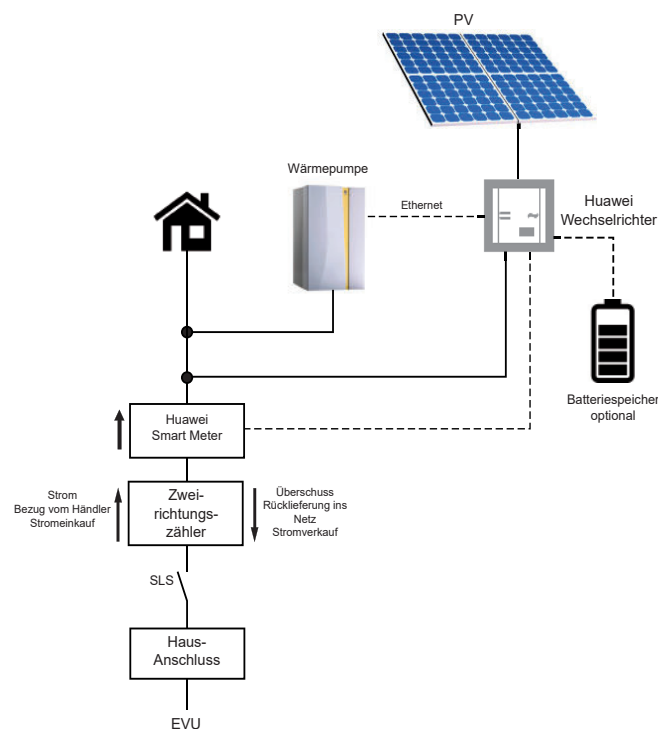 PV
Wärmepumpe
Ethernet
Huawei
Wechselrichter
Batteriespeicher
optional
Huawei
Smart Meter
Strom
Bezug vom Händler
Stromeinkauf
Zwei-
richtungs-
zähler
Überschuss
Rücklieferung ins
Netz
Stromverkauf
SLS
Haus-
Anschluss
EVU